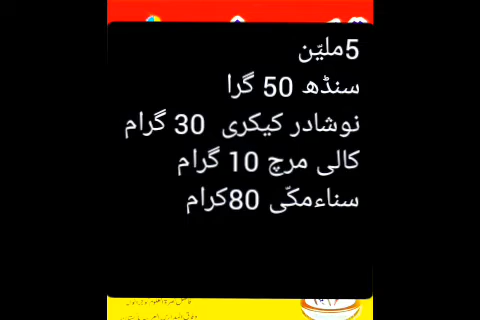 5ملیّن
سنڈھ 50 گرا
نوشادر کیکری 30 گرام
کالی مرچ 10 گرام
سناءمکّی 80کرام